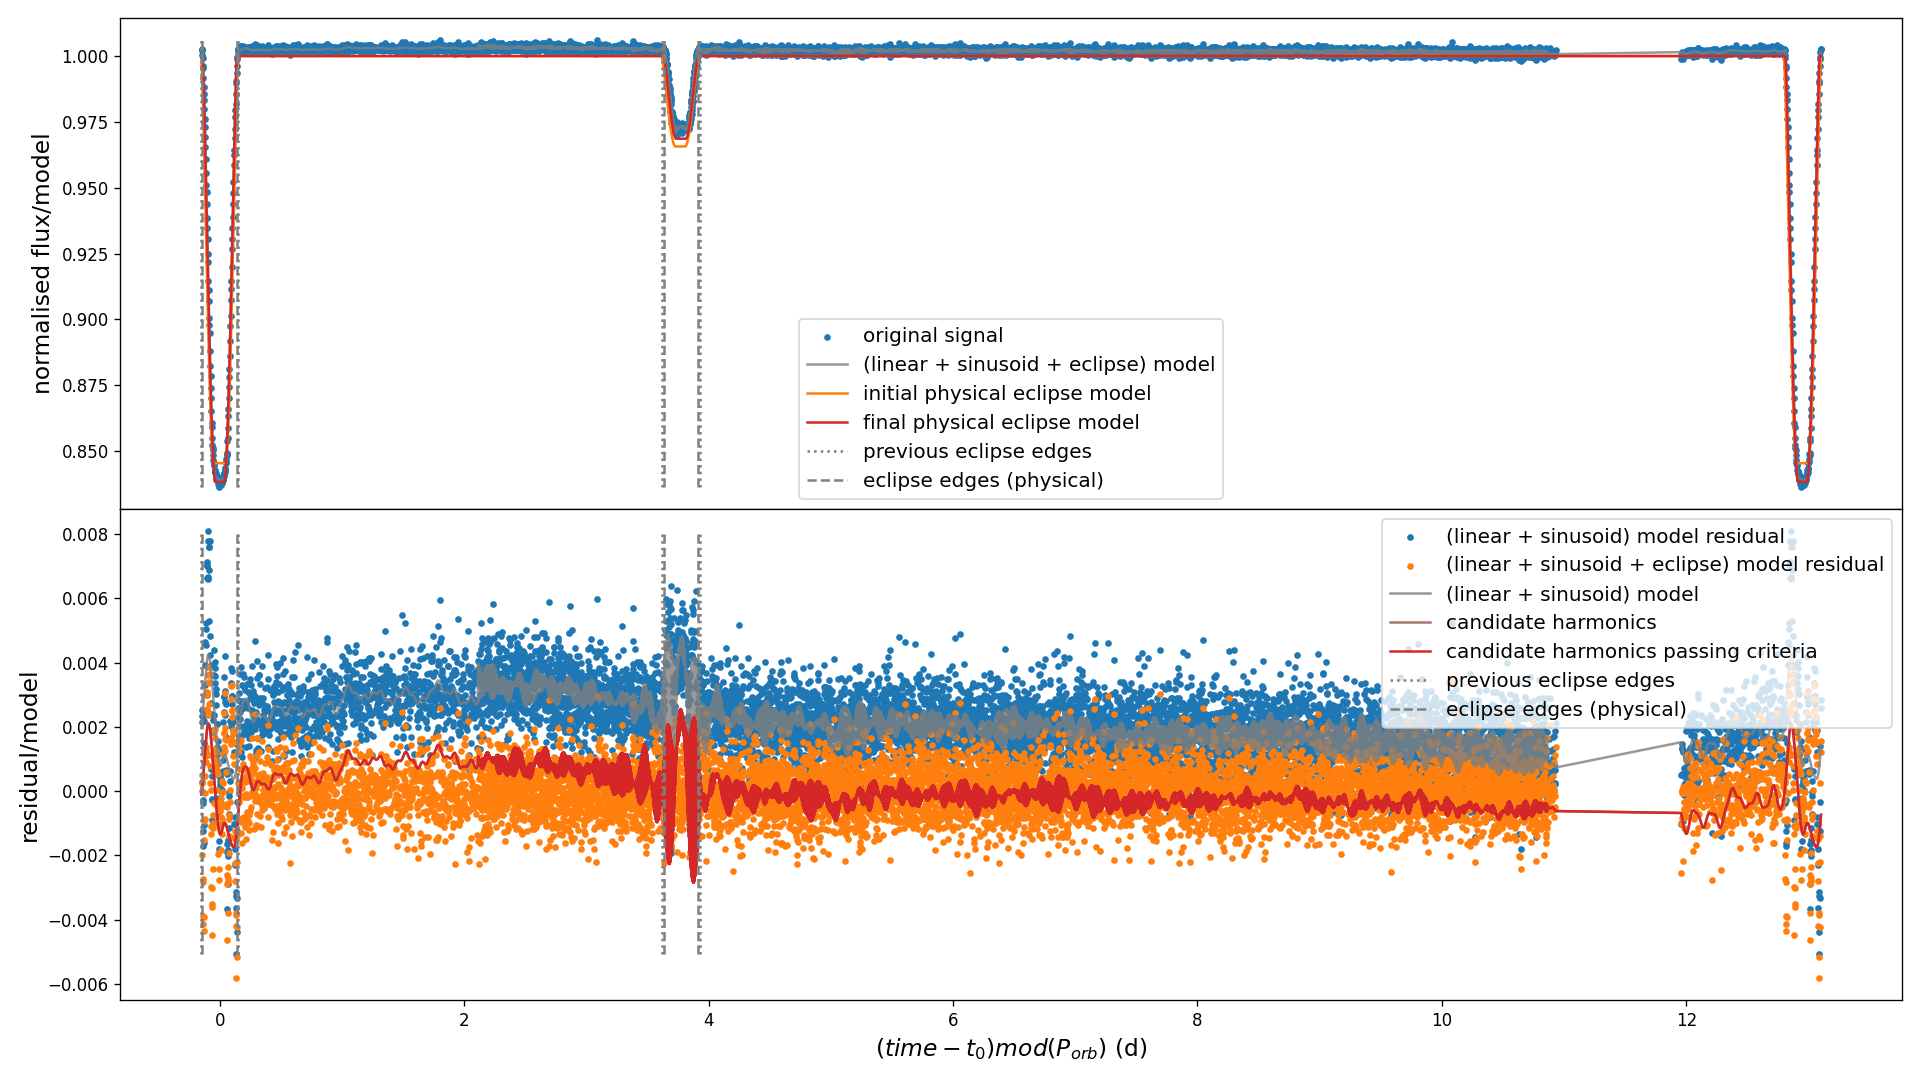 normalised flux/model
1.000
0.975
0.950
0.925
0.900
0.875
0.850
original signal
(linear + sinusoid + eclipse) model
initial physical eclipse model
final physical eclipse model
previous eclipse edges
eclipse edges (physical)
residual/model
0.008
0.006
0.004
0.002
0.000
−0.002
−0.004
−0.006
(linear + sinusoid) model residual
(linear + sinusoid + eclipse) model residual
(linear + sinusoid) model
candidate harmonics
candidate harmonics passing criteria
previous eclipse edges
eclipse edges (physical)
0 2 4 6 8 10 12
(time − t₀)mod(P_orb) (d)